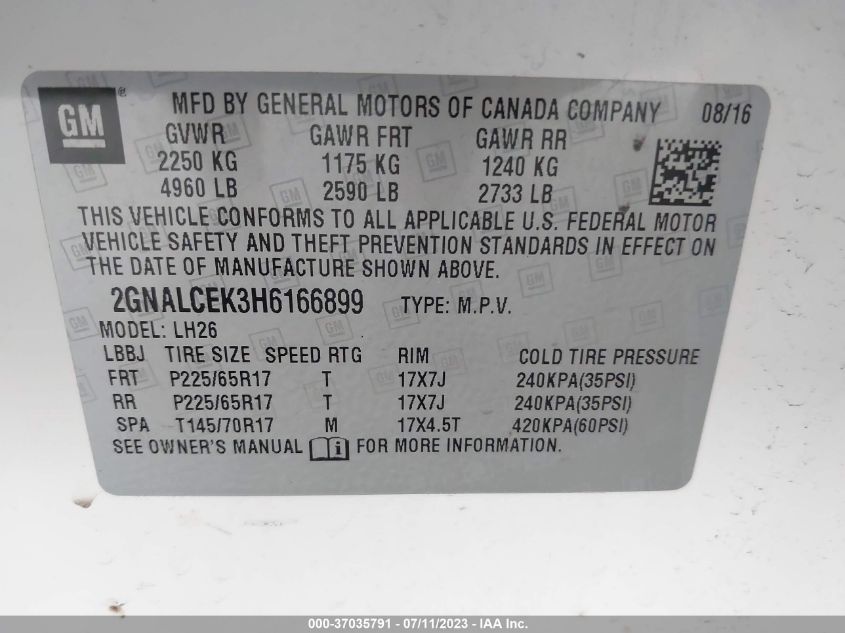 GM ® MFD BY GENERAL MOTORS OF CANADA COMPANY 08/16
GVWR GAWR FRT GAWR RR
2250 KG 1175 KG 1240 KG
4960 LB 2590 LB 2733 LB
THIS VEHICLE CONFORMS TO ALL APPLICABLE U.S. FEDERAL MOTOR
VEHICLE SAFETY AND THEFT PREVENTION STANDARDS IN EFFECT ON
THE DATE OF MANUFACTURE SHOWN ABOVE.
2GNALCEK3H6166899 TYPE: M.P.V.
MODEL: LH26
LBBJ TIRE SIZE SPEED RTG RIM COLD TIRE PRESSURE
FRT P225/65R17 T 17X7J 240KPA(35PSI)
RR P225/65R17 T 17X7J 240KPA(35PSI)
SPA T145/70R17 M 17X4.5T 420KPA(60PSI)
SEE OWNER'S MANUAL i FOR MORE INFORMATION.
000-37035791 - 07/11/2023 - IAA Inc.